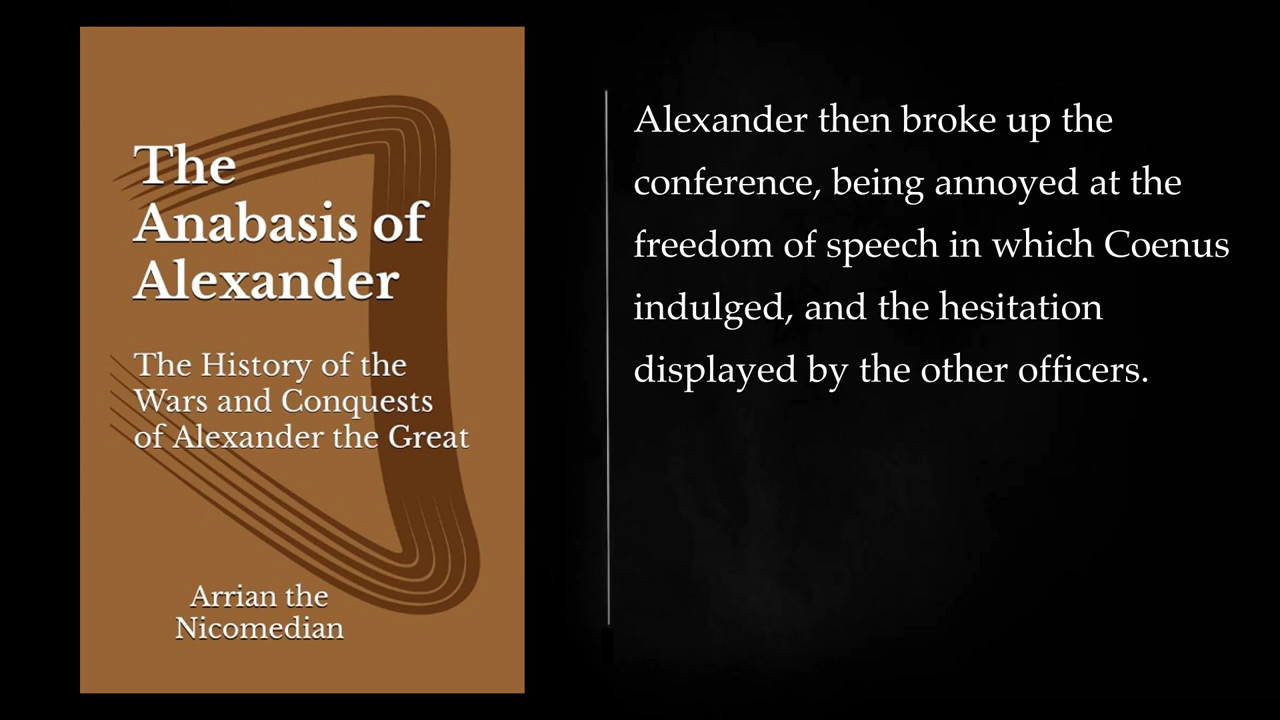 The
Anabasis of
Alexander
The History of the
Wars and Conquests
of Alexander the Great
Arrian the
Nicomedian
Alexander then broke up the
conference, being annoyed at the
freedom of speech in which Coenus
indulged, and the hesitation
displayed by the other officers.